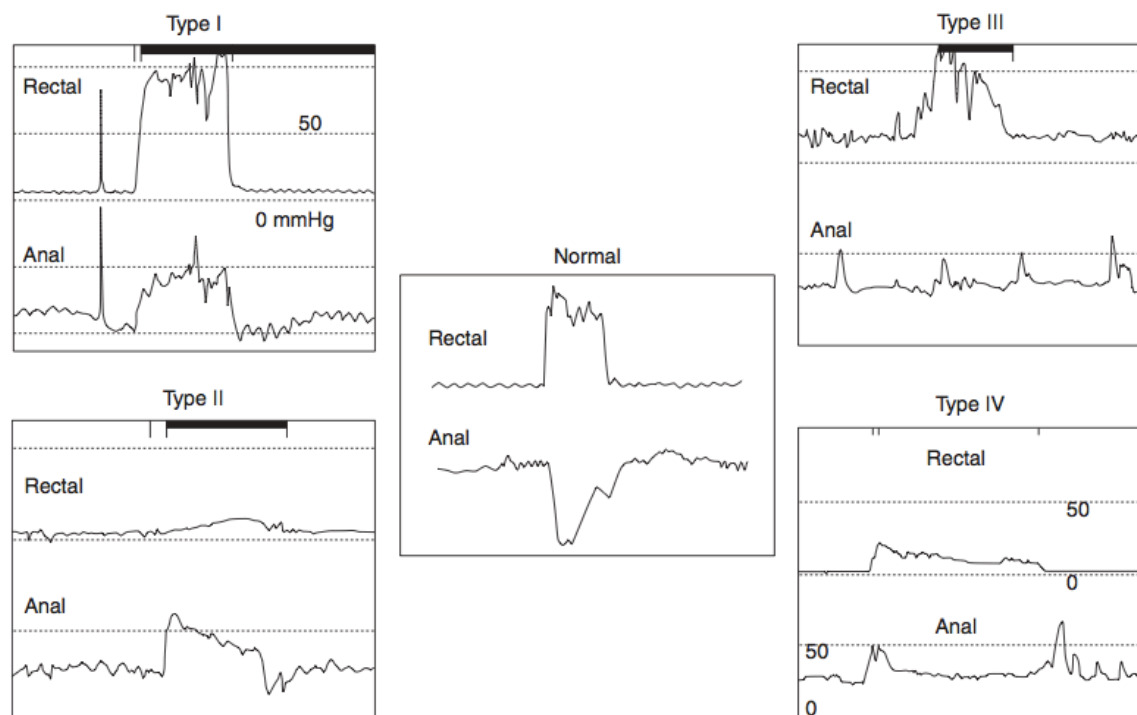 Type I
Rectal
50
0 mmHg
Anal
Type II
Rectal
Anal
Normal
Rectal
Anal
Type III
Rectal
Anal
Type IV
Rectal
50
0
Anal
50
0